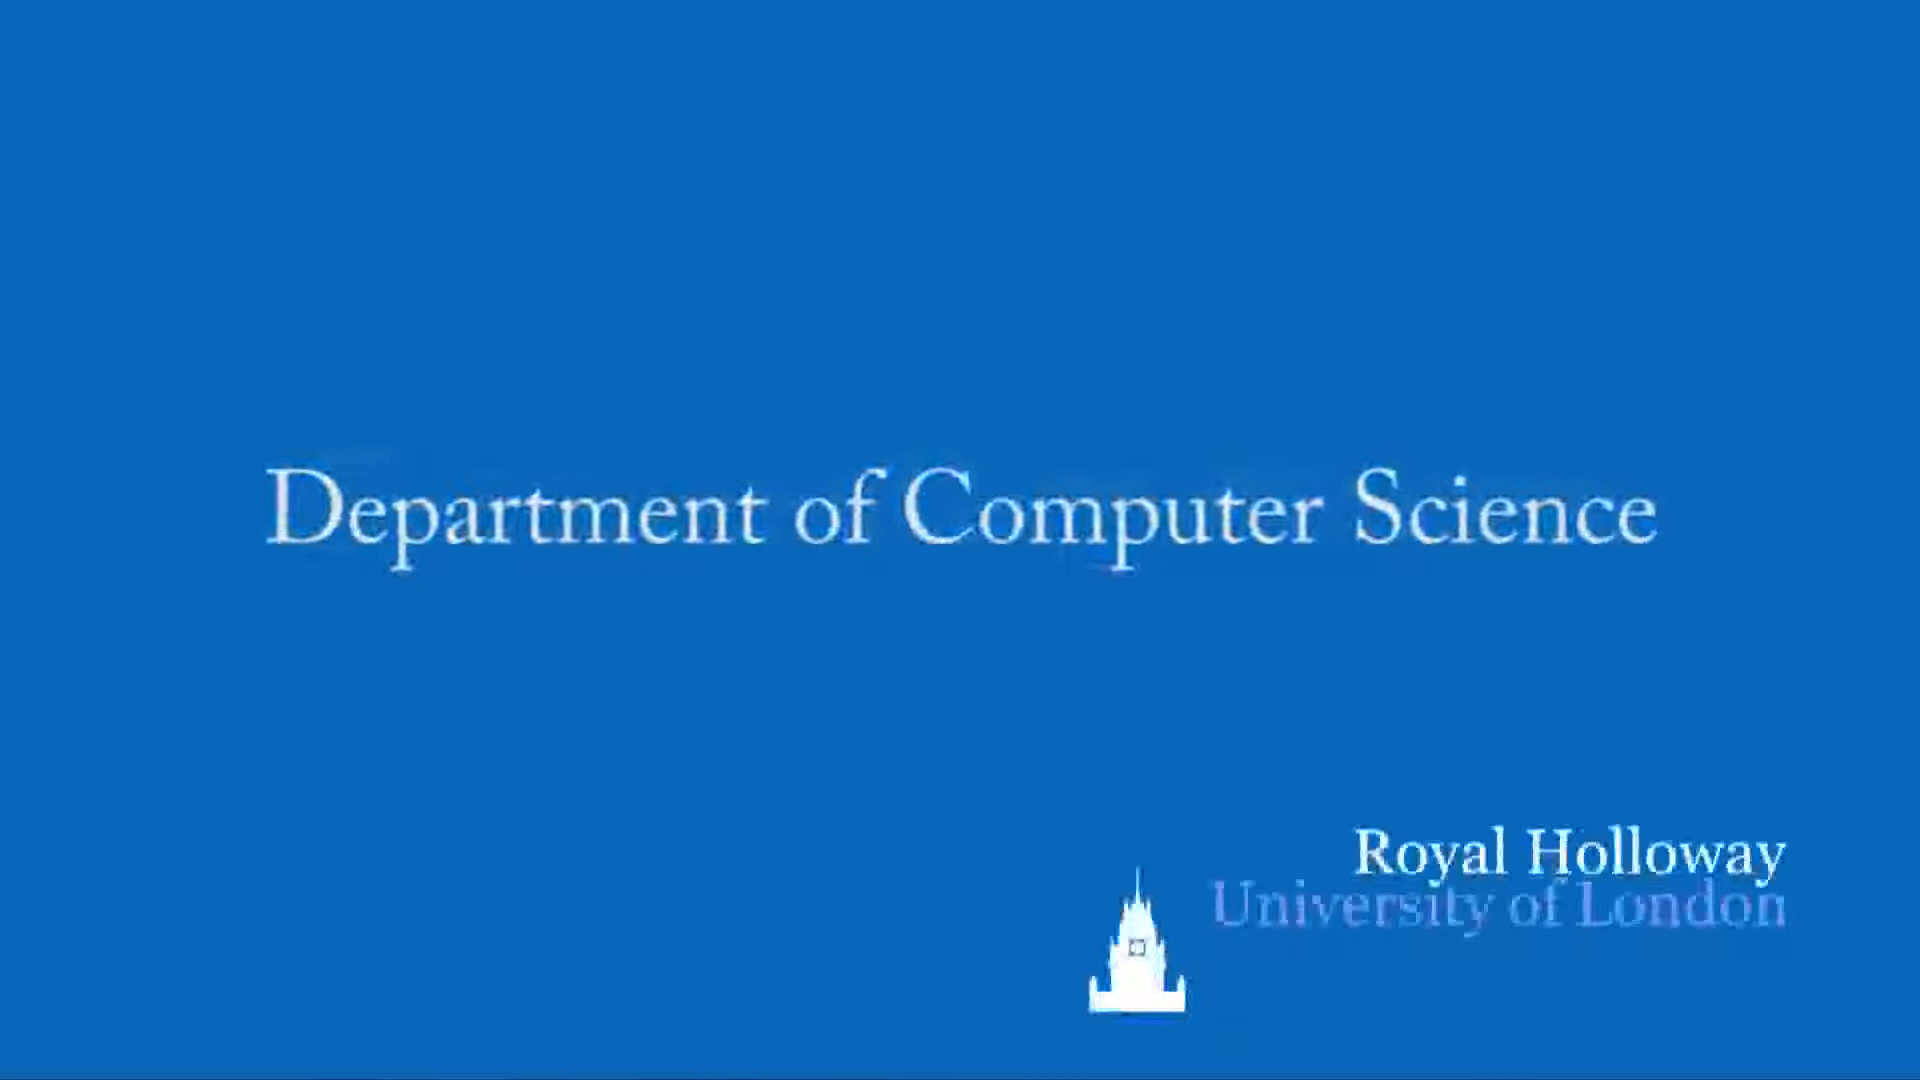 Department of Computer Science
Royal Holloway
University of London